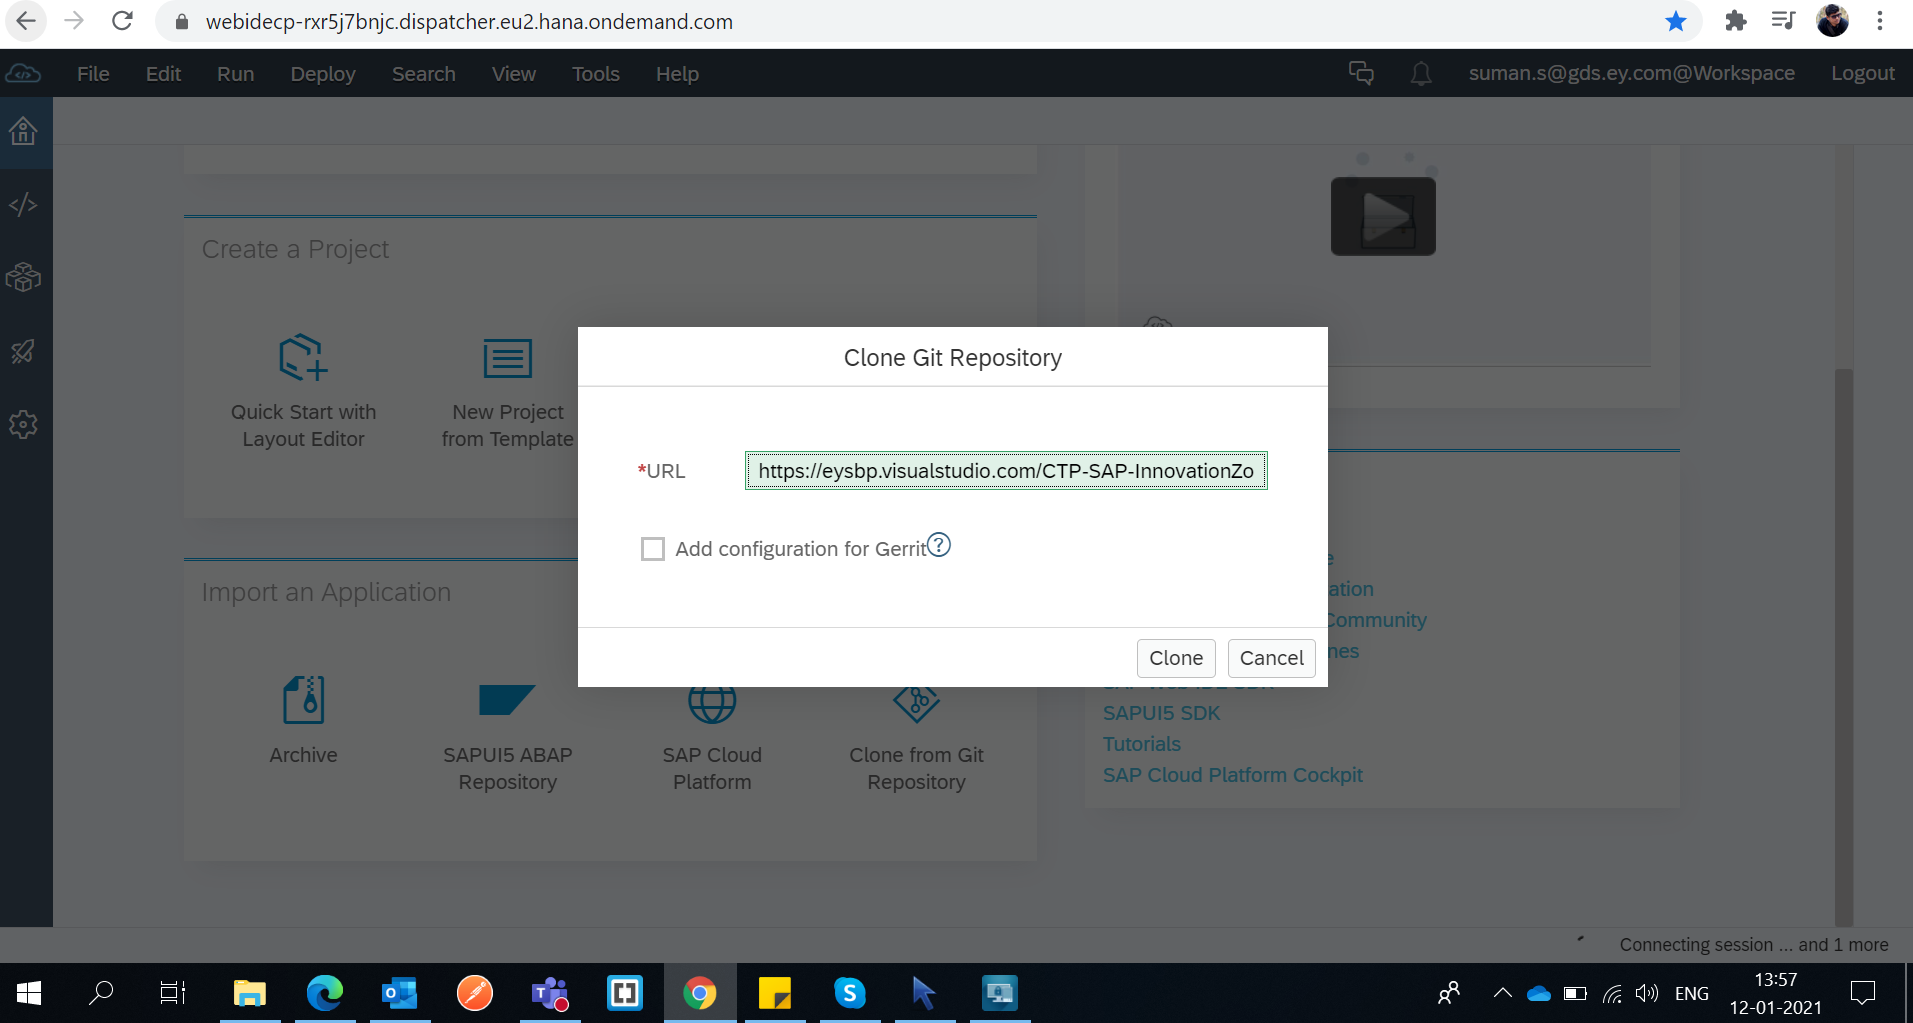 webidecp-rxr5j7bnjc.dispatcher.eu2.hana.ondemand.com
File Edit Run Deploy Search View Tools Help suman.s@gds.ey.com@Workspace Logout
Create a Project
Quick Start with
Layout Editor
New Project
from Template
Clone Git Repository
*URL https://eysbp.visualstudio.com/CTP-SAP-InnovationZo
Add configuration for Gerrit
Clone Cancel
ation
Community
nes
Import an Application
Archive
SAPUI5 ABAP
Repository
SAP Cloud
Platform
Clone from Git
Repository
SAPUI5 SDK
Tutorials
SAP Cloud Platform Cockpit
Connecting session ... and 1 more
ENG
13:57
12-01-2021